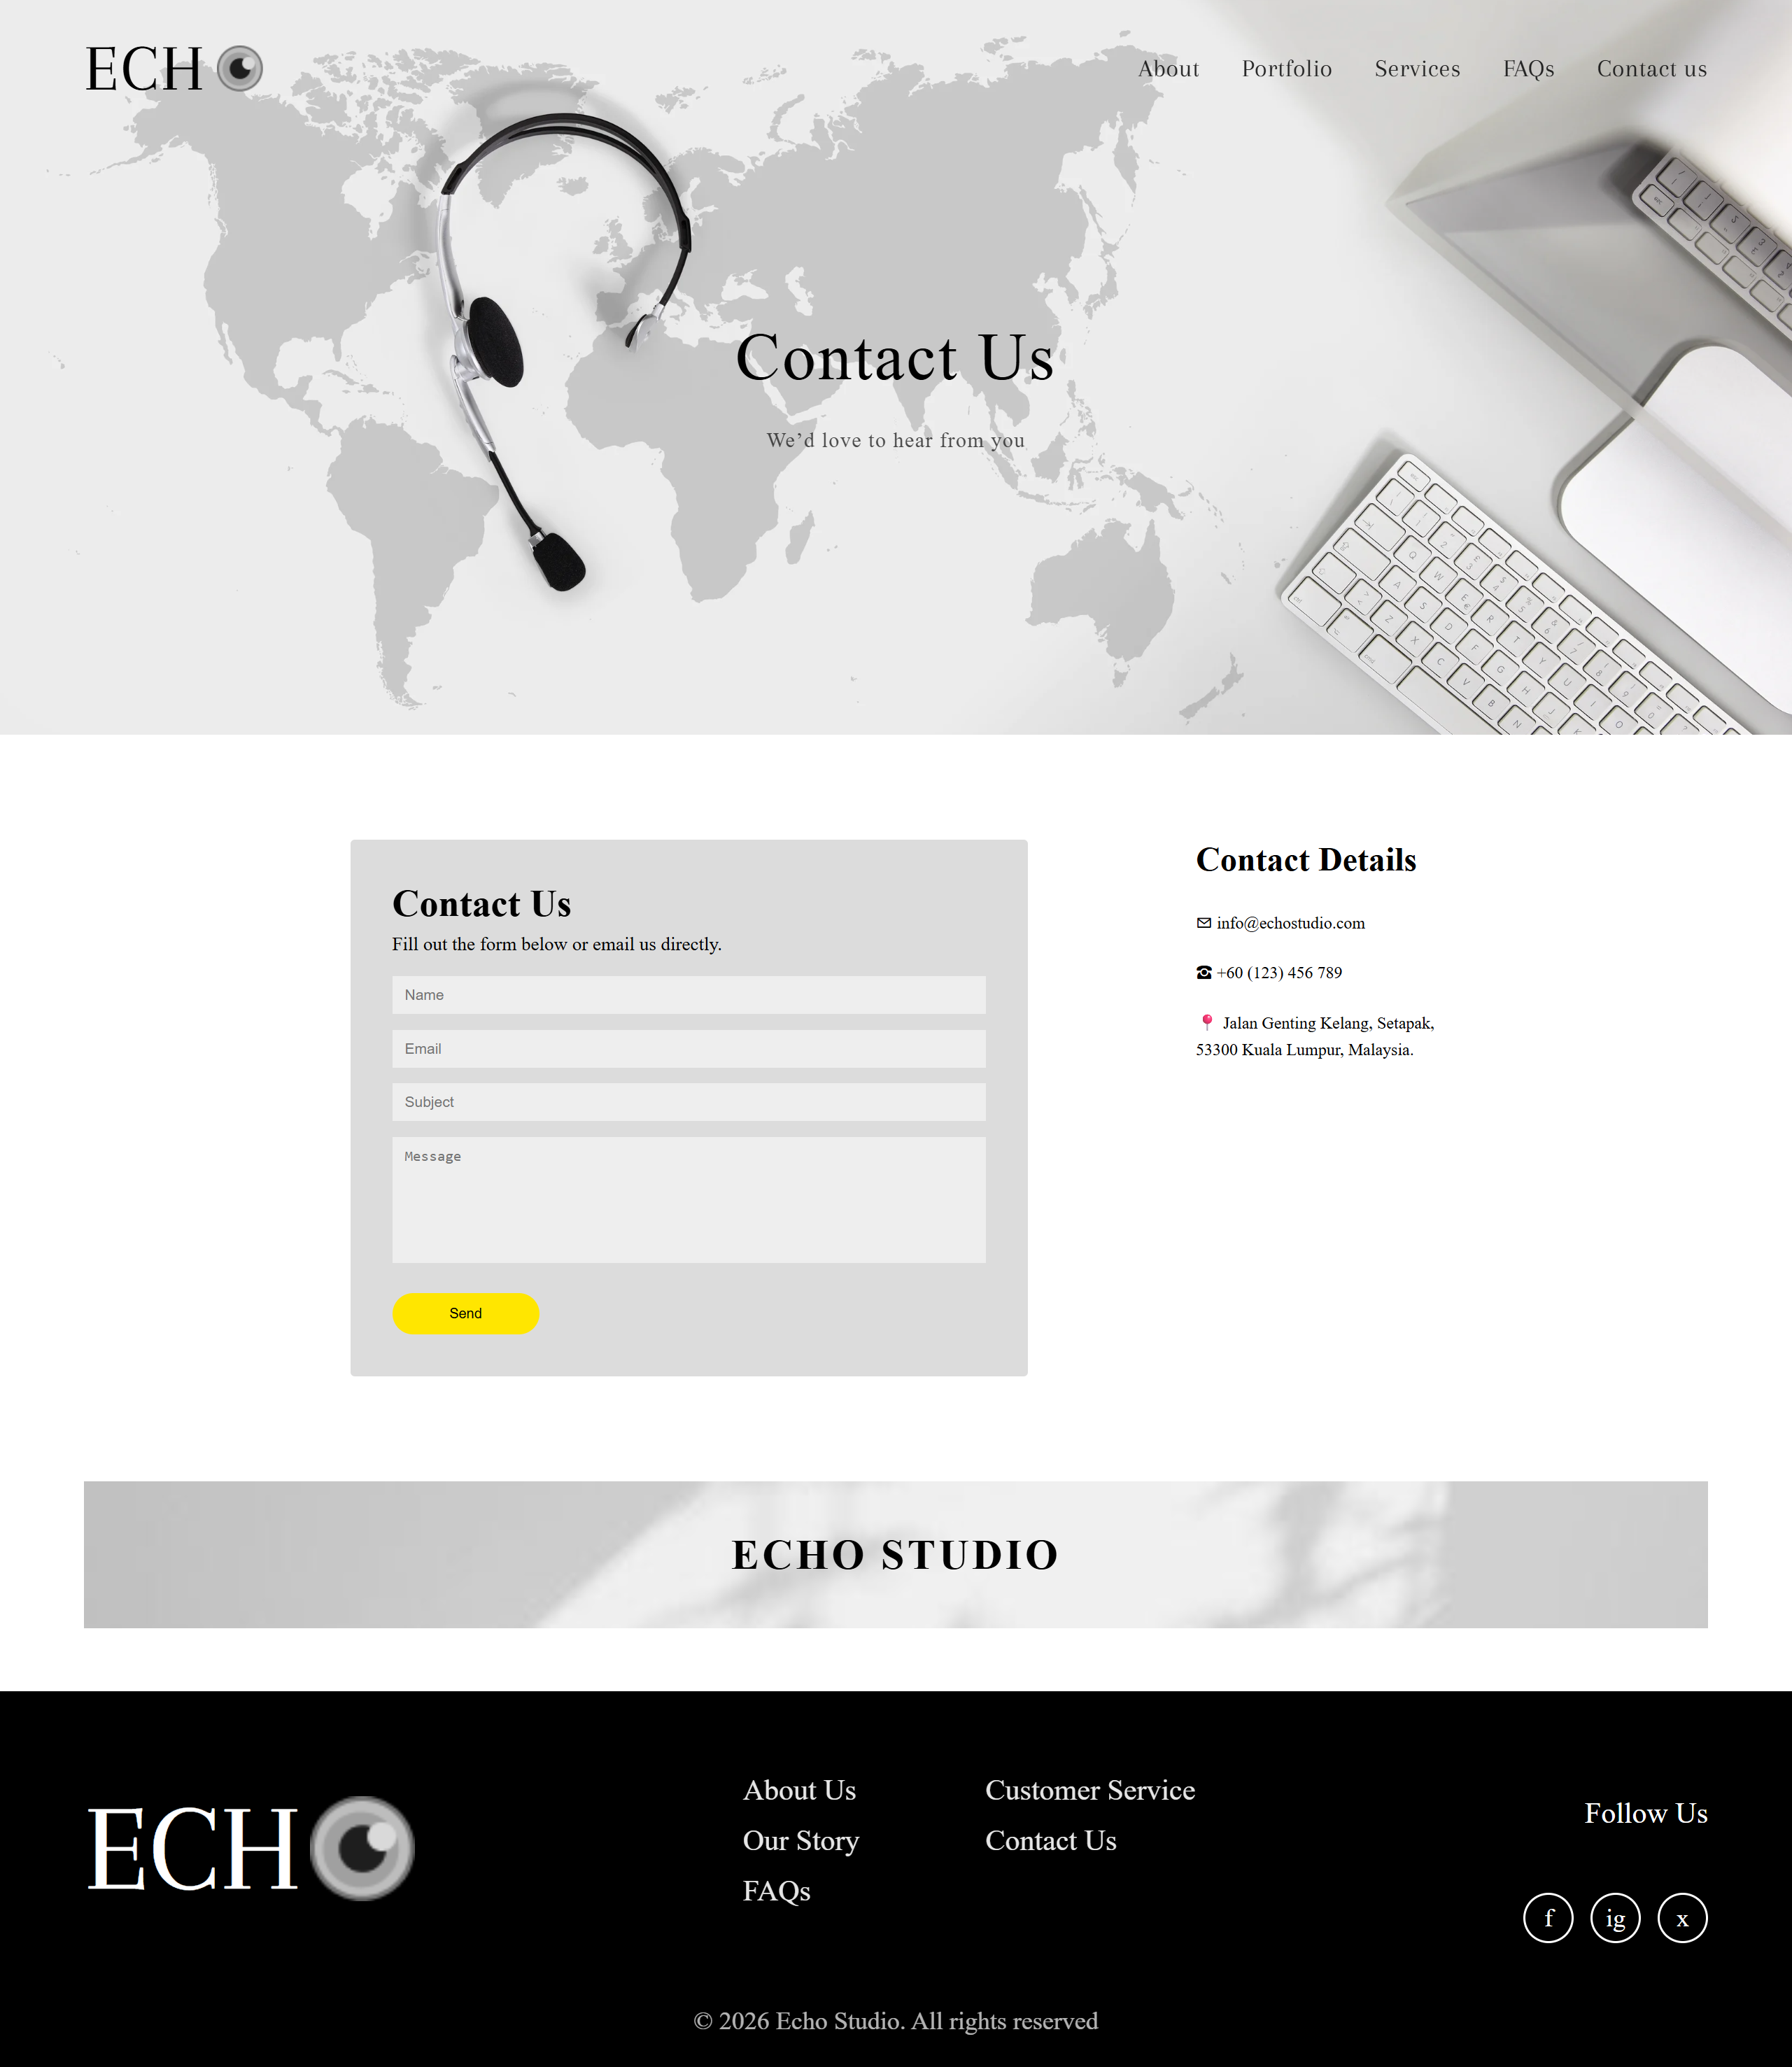 ECH
About Portfolio Services FAQs Contact us
Contact Us
We’d love to hear from you
Contact Us
Fill out the form below or email us directly.
Name
Email
Subject
Message
Send
Contact Details
info@echostudio.com
+60 (123) 456 789
Jalan Genting Kelang, Setapak,
53300 Kuala Lumpur, Malaysia.
ECHO STUDIO
ECH
About Us
Our Story
FAQs
Customer Service
Contact Us
Follow Us
f ig x
© 2026 Echo Studio. All rights reserved